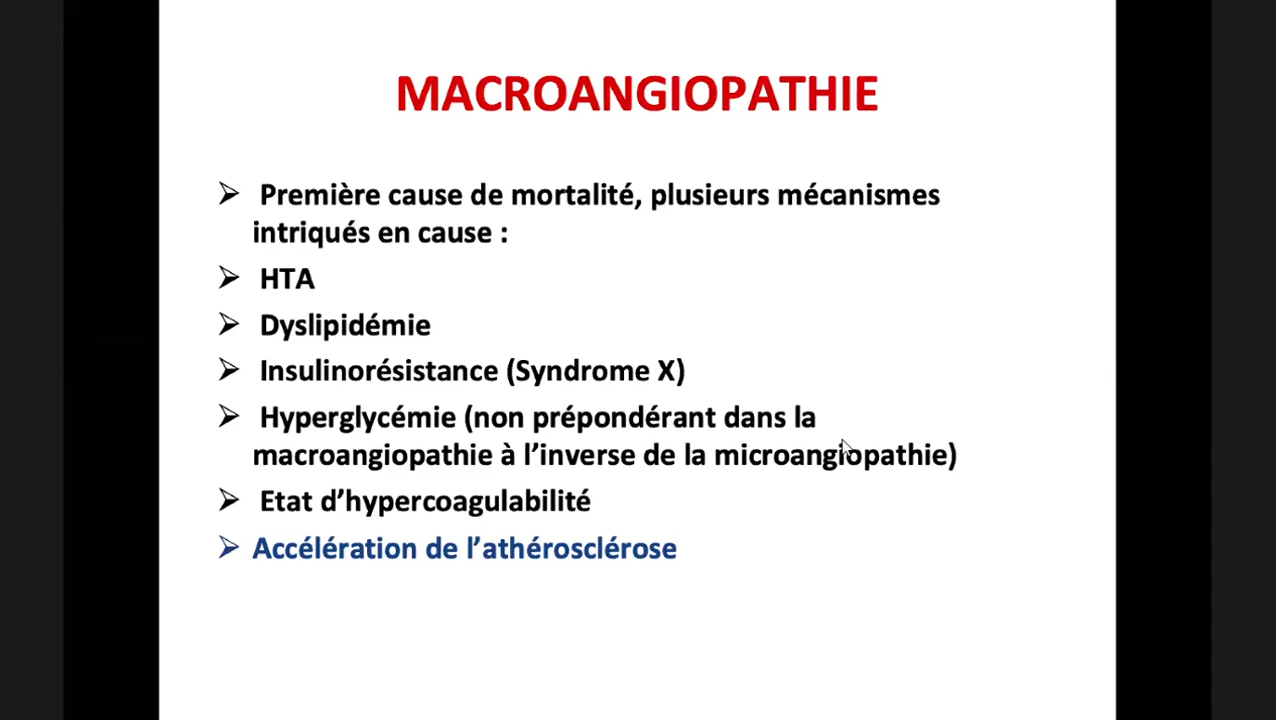 MACROANGIOPATHIE
➢ Première cause de mortalité, plusieurs mécanismes
intriqués en cause :
➢ HTA
➢ Dyslipidémie
➢ Insulinorésistance (Syndrome X)
➢ Hyperglycémie (non prépondérant dans la
macroangiopathie à l’inverse de la microangiopathie)
➢ Etat d’hypercoagulabilité
➢ Accélération de l’athérosclérose